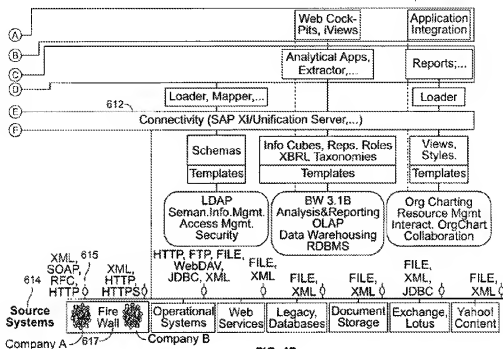 Web Cock-
Pits, iViews
Application
Integration
A
B
C
D
E
F
Analytical Apps,
Extractor,...
Reports;...
Loader, Mapper,...
Loader
612
Connectivity (SAP XI/Unification Server,...)
Schemas
Templates
Info Cubes, Reps. Roles
XBRL Taxonomies
Templates
Views,
Styles.
Templates
LDAP
Seman.Info.Mgmt.
Access Mgmt.
Security
BW 3.1B
Analysis&Reporting
OLAP
Data Warehousing
RDBMS
Org Charting
Resource Mgmt
Interact. OrgChart
Collaboration
XML,
SOAP,
RFC,
HTTP
615
XML,
HTTP
HTTPS
HTTP, FTP, FILE,
WebDAV,
JDBC, XML
FILE,
XML
FILE,
XML
FILE,
XML
FILE,
XML,
JDBC
FILE,
XML
614
Source
Systems
Fire
Wall
Operational
Systems
Web
Services
Legacy,
Databases
Document
Storage
Exchange,
Lotus
Yahoo!
Content
Company A
617
Company B